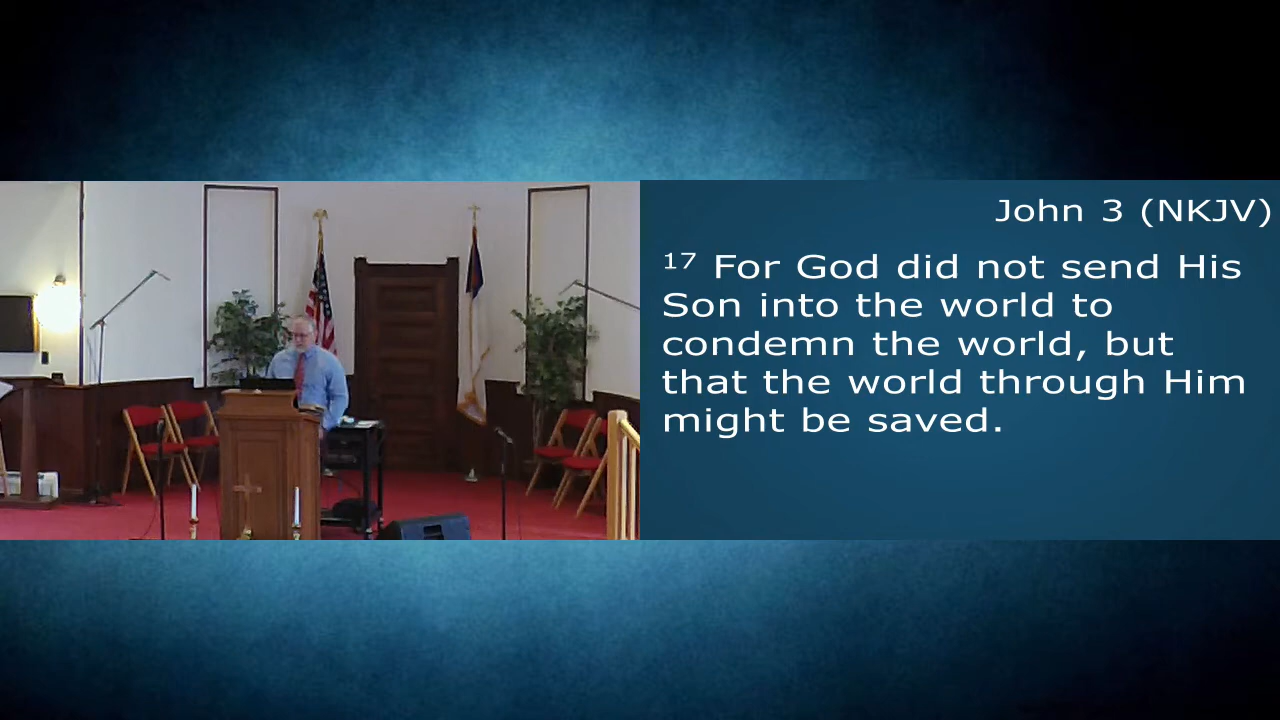 John 3 (NKJV)
17 For God did not send His
Son into the world to
condemn the world, but
that the world through Him
might be saved.